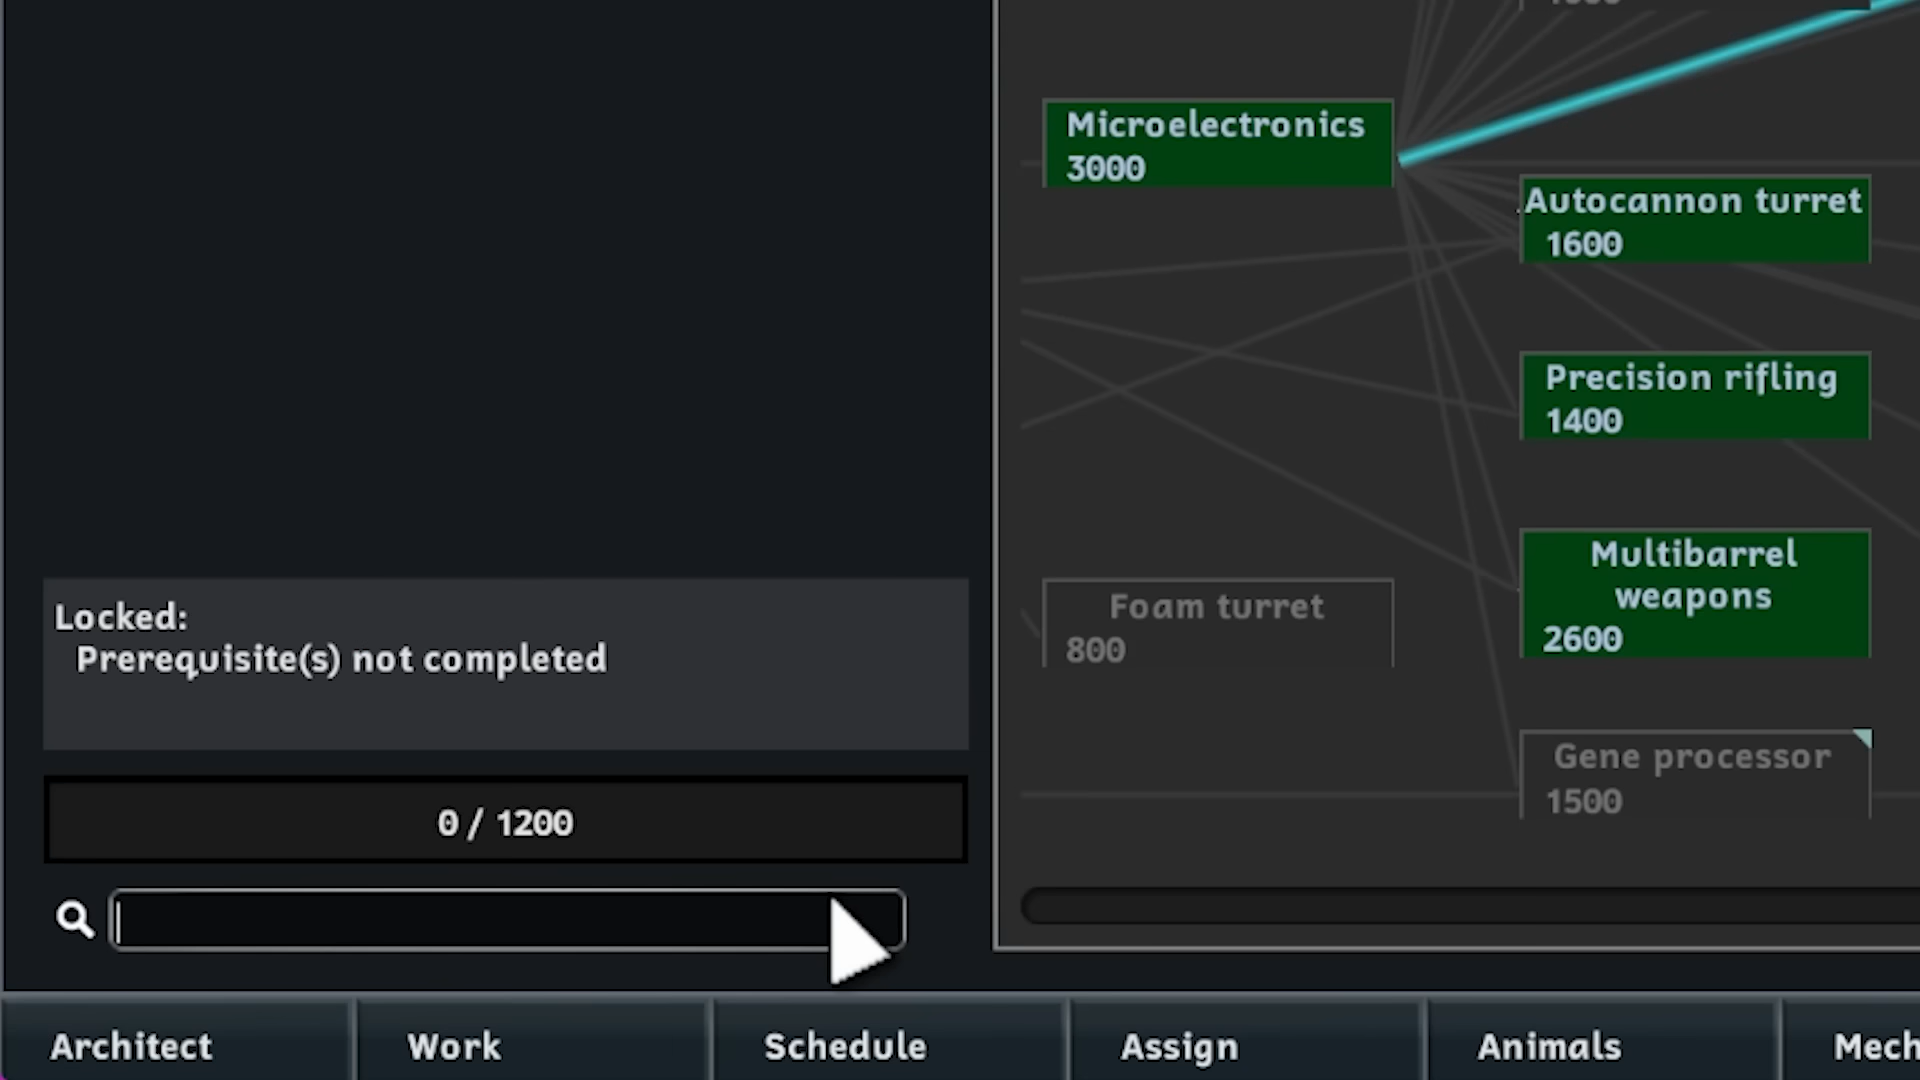 Microelectronics
3000
Autocannon turret
1600
Precision rifling
1400
Multibarrel
weapons
2600
Foam turret
800
Gene processor
1500
Locked:
Prerequisite(s) not completed
0 / 1200
Architect
Work
Schedule
Assign
Animals
Mech